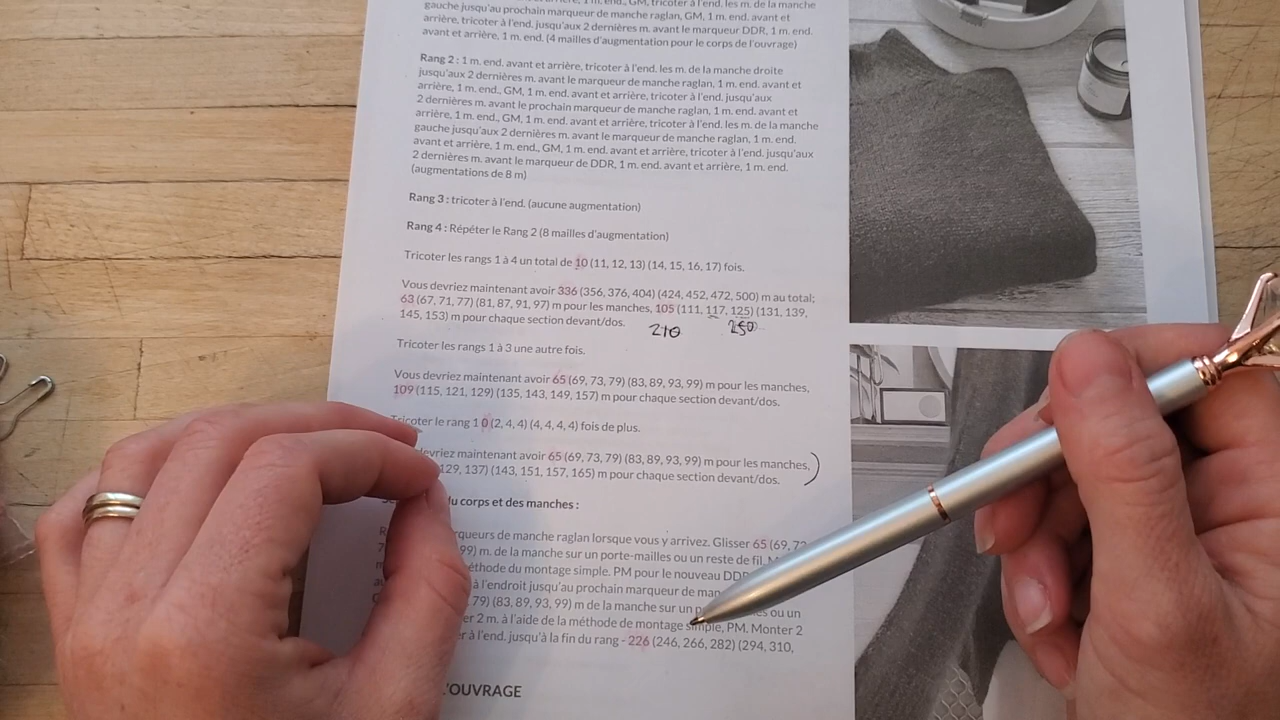 GM, tricoter à l'end. les m. de la manche
gauche jusqu'au prochain marqueur de manche raglan, GM, 1 m. end. avant et
arrière, tricoter à l'end. jusqu'aux 2 dernières m. avant le marqueur DDR, 1 m. end.
avant et arrière, 1 m. end. (4 mailles d'augmentation pour le corps de l'ouvrage)
Rang 2 : 1 m. end. avant et arrière, tricoter à l'end. les m. de la manche droite
jusqu'aux 2 dernières m. avant le marqueur de manche raglan, 1 m. end. avant et
arrière, 1 m. end., GM, 1 m. end. avant et arrière, tricoter à l'end. jusqu'aux
2 dernières m. avant le prochain marqueur de manche raglan, 1 m. end. avant et
arrière, 1 m. end., GM, 1 m. end. avant et arrière, tricoter à l'end. les m. de la manche
gauche jusqu'aux 2 dernières m. avant le marqueur de manche raglan, 1 m. end.
avant et arrière, 1 m. end., GM, 1 m. end. avant et arrière, tricoter à l'end. jusqu'aux
2 dernières m. avant le marqueur de DDR, 1 m. end. avant et arrière, 1 m. end.
(augmentations de 8 m)
Rang 3 : tricoter à l'end. (aucune augmentation)
Rang 4 : Répéter le Rang 2 (8 mailles d'augmentation)
Tricoter les rangs 1 à 4 un total de 10 (11, 12, 13) (14, 15, 16, 17) fois.
Vous devriez maintenant avoir 336 (356, 376, 404) (424, 452, 472, 500) m au total;
63 (67, 71, 77) (81, 87, 91, 97) m pour les manches, 105 (111, 117, 125) (131, 139,
145, 153) m pour chaque section devant/dos.
210 250
Tricoter les rangs 1 à 3 une autre fois.
Vous devriez maintenant avoir 65 (69, 73, 79) (83, 89, 93, 99) m pour les manches,
109 (115, 121, 129) (135, 143, 149, 157) m pour chaque section devant/dos.
Tricoter le rang 1 0 (2, 4, 4) (4, 4, 4, 4) fois de plus.
devriez maintenant avoir 65 (69, 73, 79) (83, 89, 93, 99) m pour les manches,
129, 137) (143, 151, 157, 165) m pour chaque section devant/dos.
du corps et des manches :
rqueurs de manche raglan lorsque vous y arrivez. Glisser 65 (69, 73
99) m. de la manche sur un porte-mailles ou un reste de fil.
éthode du montage simple. PM pour le nouveau DDR
à l'endroit jusqu'au prochain marqueur de
79) (83, 89, 93, 99) m de la manche sur un ou un
er 2 m. à l'aide de la méthode de montage simple, PM. Monter 2
er à l'end. jusqu'à la fin du rang - 226 (246, 266, 282) (294, 310,
L'OUVRAGE